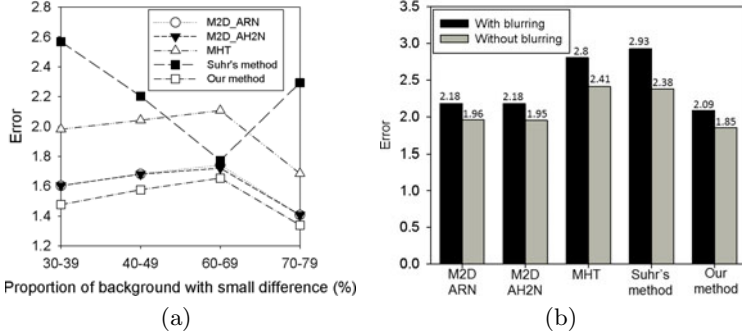 2.8
2.6
2.4
2.2
2.0
1.8
1.6
1.4
1.2
Error
M2D_ARN
M2D_AH2N
MHT
Suhr's method
Our method
30-39 40-49 60-69 70-79
Proportion of background with small difference (%)
(a)
3.5
3.0
2.5
2.0
1.5
1.0
0.5
0.0
Error
With blurring
Without blurring
2.18 1.96 2.18 1.95 2.8 2.41 2.93 2.38 2.09 1.85
M2D M2D MHT Suhr's Our
ARN AH2N method method
(b)